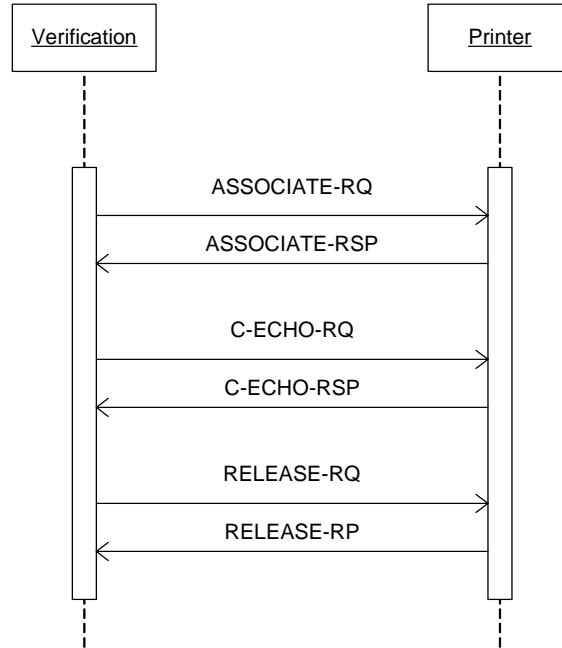 Verification
Printer
ASSOCIATE-RQ
ASSOCIATE-RSP
C-ECHO-RQ
C-ECHO-RSP
RELEASE-RQ
RELEASE-RP